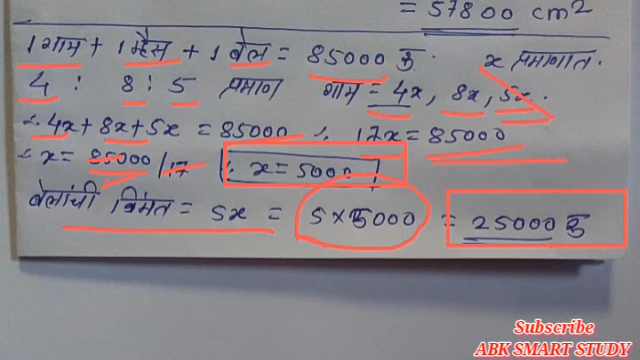 = 57800 cm2
1 गाय + 1 म्हैस + 1 बैल = 85000 रु. x प्रमाणात.
4 : 8 : 5 प्रमाण गाय = 4x, 8x, 5x.
∴ 4x + 8x + 5x = 85000 ∴ 17x = 85000
∴ x = 85000 / 17 ∴ x = 5000
बैलाची किंमत = 5x = 5 × 5000 = 25000 रु
Subscribe
ABK SMART STUDY